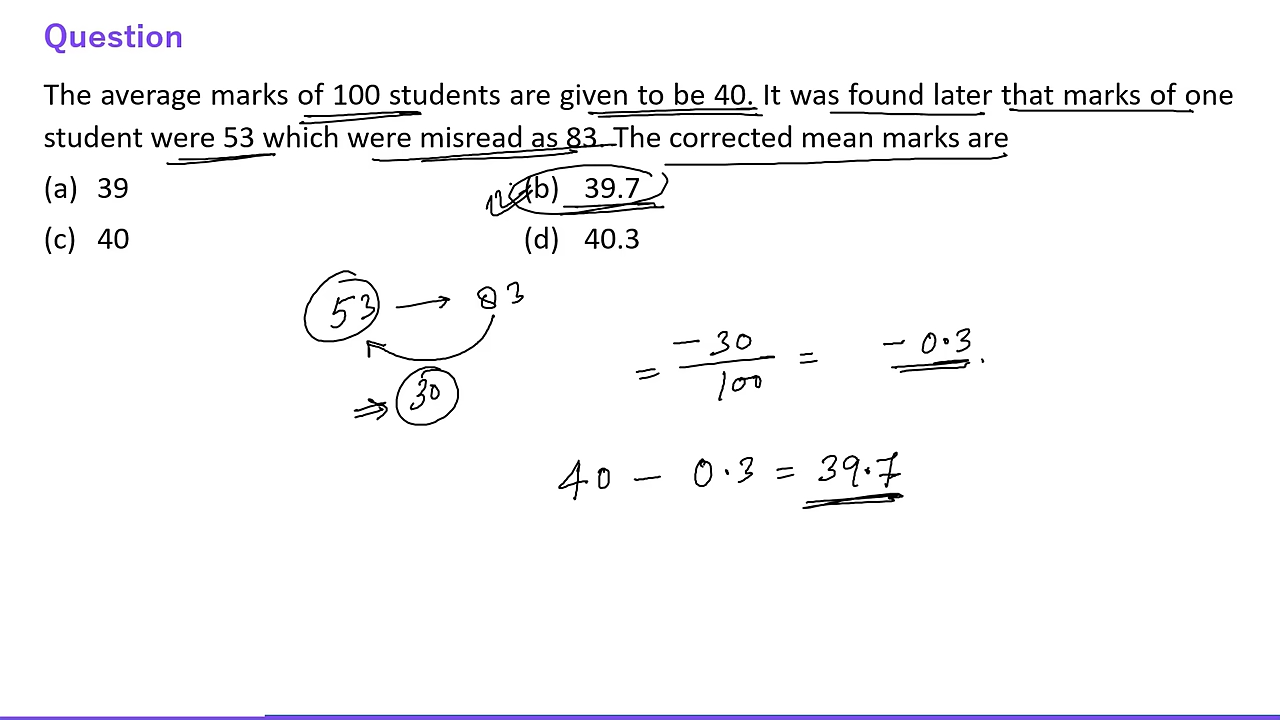 Question
The average marks of 100 students are given to be 40. It was found later that marks of one
student were 53 which were misread as 83. The corrected mean marks are
(a) 39
(b) 39.7
(c) 40
(d) 40.3
53 → 83
⇒ 30
= -30/100 = -0.3.
40 - 0.3 = 39.7